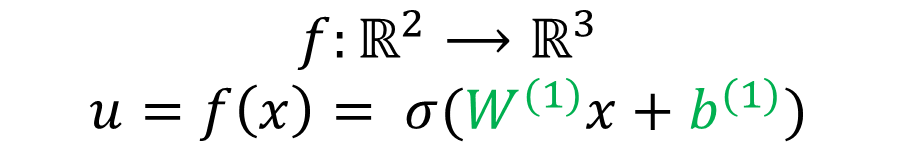 f: ℝ² ⟶ ℝ³
u = f(x) = σ(W⁽¹⁾x + b⁽¹⁾)